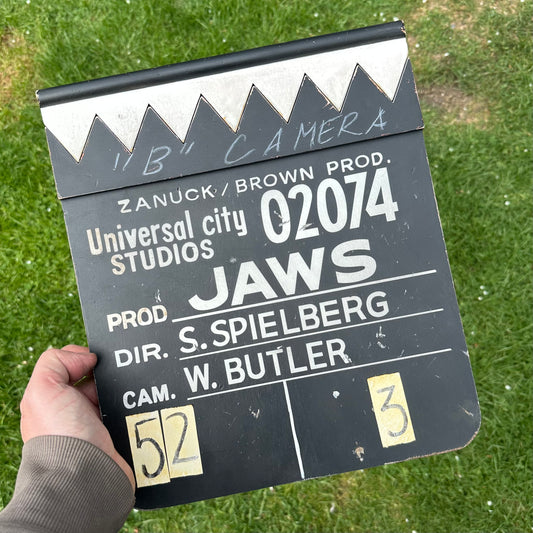 "B" CAMERA
ZANUCK/BROWN PROD.
Universal city 02074
STUDIOS
PROD JAWS
DIR. S. SPIELBERG
CAM. W. BUTLER
52 3